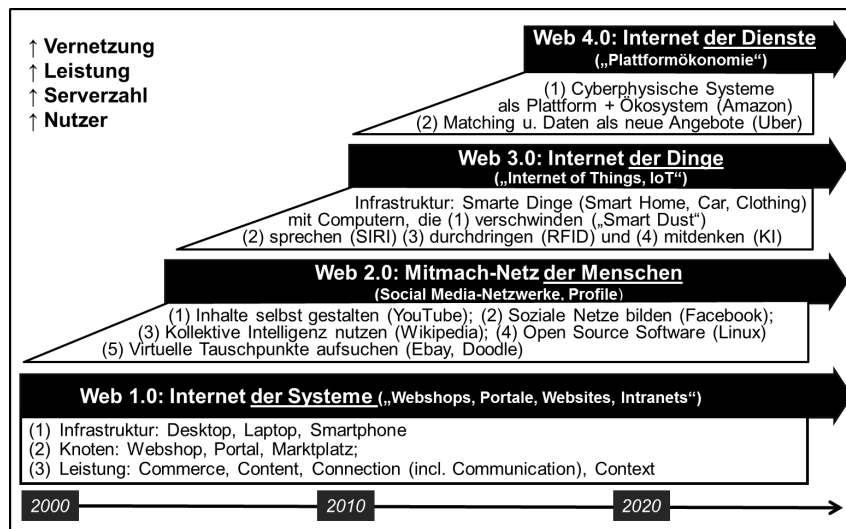 ↑ Vernetzung
↑ Leistung
↑ Serverzahl
↑ Nutzer
Web 4.0: Internet der Dienste
(„Plattformökonomie“)
(1) Cyberphysische Systeme
als Plattform + Ökosystem (Amazon)
(2) Matching u. Daten als neue Angebote (Uber)
Web 3.0: Internet der Dinge
(„Internet of Things, IoT“)
Infrastruktur: Smarte Dinge (Smart Home, Car, Clothing)
mit Computern, die (1) verschwinden („Smart Dust“)
(2) sprechen (SIRI) (3) durchdringen (RFID) und (4) mitdenken (KI)
Web 2.0: Mitmach-Netz der Menschen
(Social Media-Netzwerke, Profile)
(1) Inhalte selbst gestalten (YouTube); (2) Soziale Netze bilden (Facebook);
(3) Kollektive Intelligenz nutzen (Wikipedia); (4) Open Source Software (Linux)
(5) Virtuelle Tauschpunkte aufsuchen (Ebay, Doodle)
Web 1.0: Internet der Systeme („Webshops, Portale, Websites, Intranets“)
(1) Infrastruktur: Desktop, Laptop, Smartphone
(2) Knoten: Webshop, Portal, Marktplatz;
(3) Leistung: Commerce, Content, Connection (incl. Communication), Context
2000 2010 2020